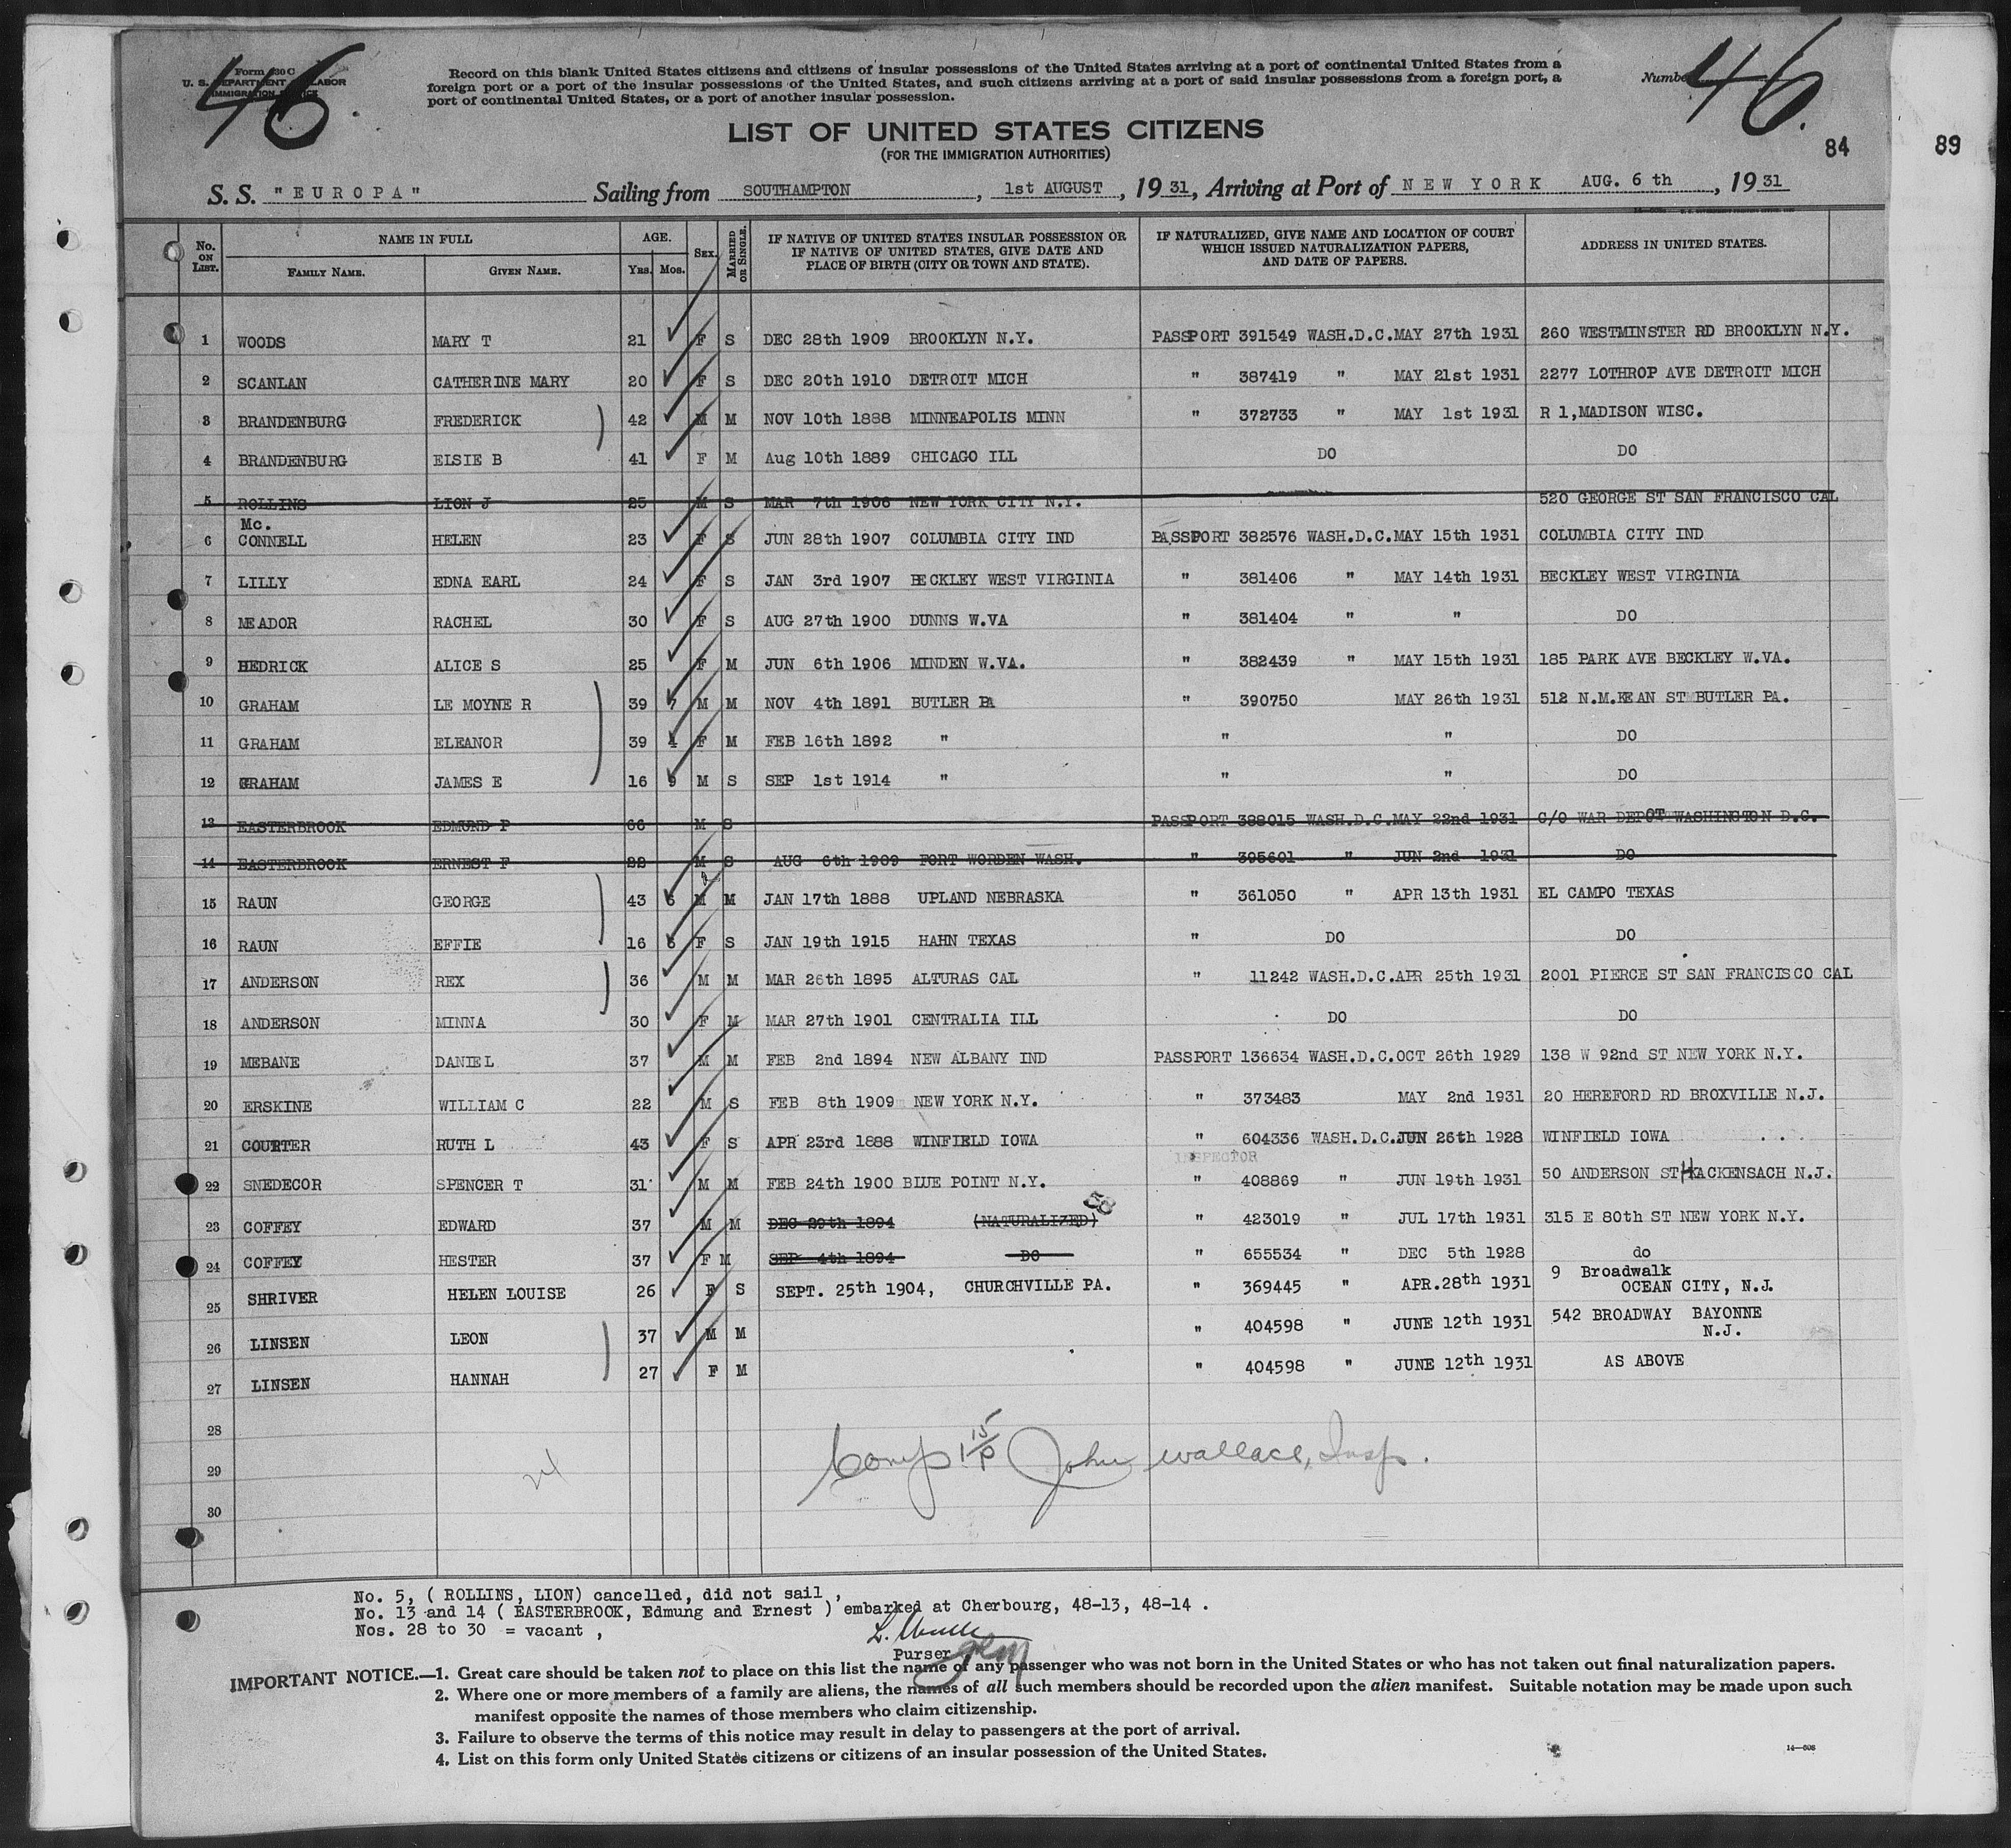 46.
Form 630 C
U. S. DEPARTMENT OF LABOR
IMMIGRATION SERVICE
Record on this blank United States citizens and citizens of insular possessions of the United States arriving at a port of continental United States from a
foreign port or a port of the insular possessions of the United States, and such citizens arriving at a port of said insular possessions from a foreign port, a
port of continental United States, or a port of another insular possession.
Number 46.
LIST OF UNITED STATES CITIZENS
(FOR THE IMMIGRATION AUTHORITIES)
84
89
S. S. "EUROPA" Sailing from SOUTHAMPTON, 1st AUGUST, 1931, Arriving at Port of NEW YORK AUG. 6 th, 1931
No. ON LIST. NAME IN FULL FAMILY NAME. GIVEN NAME. AGE. Yrs. Mos. SEX. MARRIED OR SINGLE. IF NATIVE OF UNITED STATES INSULAR POSSESSION OR IF NATIVE OF UNITED STATES, GIVE DATE AND PLACE OF BIRTH (CITY OR TOWN AND STATE). IF NATURALIZED, GIVE NAME AND LOCATION OF COURT WHICH ISSUED NATURALIZATION PAPERS, AND DATE OF PAPERS. ADDRESS IN UNITED STATES.
1 WOODS MARY T 21 F S DEC 28th 1909 BROOKLYN N.Y. PASSPORT 391549 WASH.D.C.MAY 27th 1931 260 WESTMINSTER RD BROOKLYN N.Y.
2 SCANLAN CATHERINE MARY 20 F S DEC 20th 1910 DETROIT MICH " 387419 " MAY 21st 1931 2277 LOTHROP AVE DETROIT MICH
3 BRANDENBURG FREDERICK 42 M M NOV 10th 1888 MINNEAPOLIS MINN " 372733 " MAY 1st 1931 R 1,MADISON WISC.
4 BRANDENBURG ELSIE B 41 F M Aug 10th 1889 CHICAGO ILL DO DO
5 ROLLINS LION J 25 M S MAR 7th 1906 NEW YORK CITY N.Y. 520 GEORGE ST SAN FRANCISCO CAL
Mc.
6 CONNELL HELEN 23 F S JUN 28th 1907 COLUMBIA CITY IND PASSPORT 382576 WASH.D.C.MAY 15th 1931 COLUMBIA CITY IND
7 LILLY EDNA EARL 24 F S JAN 3rd 1907 BECKLEY WEST VIRGINIA " 381406 " MAY 14th 1931 BECKLEY WEST VIRGINIA
8 MEADOR RACHEL 30 F S AUG 27th 1900 DUNNS W.VA " 381404 " " DO
9 HEDRICK ALICE S 25 F M JUN 6th 1906 MINDEN W.VA. " 382439 " MAY 15th 1931 185 PARK AVE BECKLEY W.VA.
10 GRAHAM LE MOYNE R 39 7 M M NOV 4th 1891 BUTLER PA " 390750 MAY 26th 1931 512 N.M.KEAN ST BUTLER PA.
11 GRAHAM ELEANOR 39 4 F M FEB 16th 1892 " " " DO
12 GRAHAM JAMES E 16 9 M S SEP 1st 1914 " " " DO
13 EASTERBROOK EDMUND P 66 M S PASSPORT 388015 WASH.D.C.MAY 22nd 1931 C/O WAR DEPOT WASHINGTON D.C.
14 EASTERBROOK ERNEST F 22 M S AUG 6th 1909 FORT WORDEN WASH. " 395601 " JUN 2nd 1931 DO
15 RAUN GEORGE 43 6 M M JAN 17th 1888 UPLAND NEBRASKA " 361050 " APR 13th 1931 EL CAMPO TEXAS
16 RAUN EFFIE 16 6 F S JAN 19th 1915 HAHN TEXAS " DO DO
17 ANDERSON REX 36 M M MAR 26th 1895 ALTURAS CAL " 11242 WASH.D.C.APR 25th 1931 2001 PIERCE ST SAN FRANCISCO CAL
18 ANDERSON MINNA 30 F M MAR 27th 1901 CENTRALIA ILL DO DO
19 MEBANE DANIEL 37 M M FEB 2nd 1894 NEW ALBANY IND PASSPORT 136634 WASH.D.C.OCT 26th 1929 138 W 92nd ST NEW YORK N.Y.
20 ERSKINE WILLIAM C 22 M S FEB 8th 1909 NEW YORK N.Y. " 373483 MAY 2nd 1931 20 HEREFORD RD BROXVILLE N.J.
21 COURTER RUTH L 43 F S APR 23rd 1888 WINFIELD IOWA " 604336 WASH.D.C.JUN 26th 1928 WINFIELD IOWA
INSPECTOR
22 SNEDECOR SPENCER T 31 M M FEB 24th 1900 BLUE POINT N.Y. " 408869 " JUN 19th 1931 50 ANDERSON ST HACKENSACH N.J.
23 COFFEY EDWARD 37 M M DEC 29th 1894 (NATURALIZED) " 423019 " JUL 17th 1931 315 E 80th ST NEW YORK N.Y.
24 COFFEY HESTER 37 F M SEP 4th 1894 DO " 655534 " DEC 5th 1928 do
25 SHRIVER HELEN LOUISE 26 F S SEPT. 25th 1904, CHURCHVILLE PA. " 369445 " APR.28th 1931 9 Broadwalk
OCEAN CITY, N.J.
26 LINSEN LEON 37 M M " 404598 " JUNE 12th 1931 542 BROADWAY BAYONNE
N.J.
27 LINSEN HANNAH 27 F M " 404598 " JUNE 12th 1931 AS ABOVE
28
29 24 Comp 1 15/P John Wallace, Insp.
30
No. 5, ( ROLLINS, LION) cancelled, did not sail ,
No. 13 and 14 ( EASTERBROOK, Edmung and Ernest ) embarked at Cherbourg, 48-13, 48-14 .
Nos. 28 to 30 = vacant ,
Purser
IMPORTANT NOTICE.—1. Great care should be taken not to place on this list the name of any passenger who was not born in the United States or who has not taken out final naturalization papers.
2. Where one or more members of a family are aliens, the names of all such members should be recorded upon the alien manifest. Suitable notation may be made upon such
manifest opposite the names of those members who claim citizenship.
3. Failure to observe the terms of this notice may result in delay to passengers at the port of arrival.
4. List on this form only United States citizens or citizens of an insular possession of the United States.
14—608